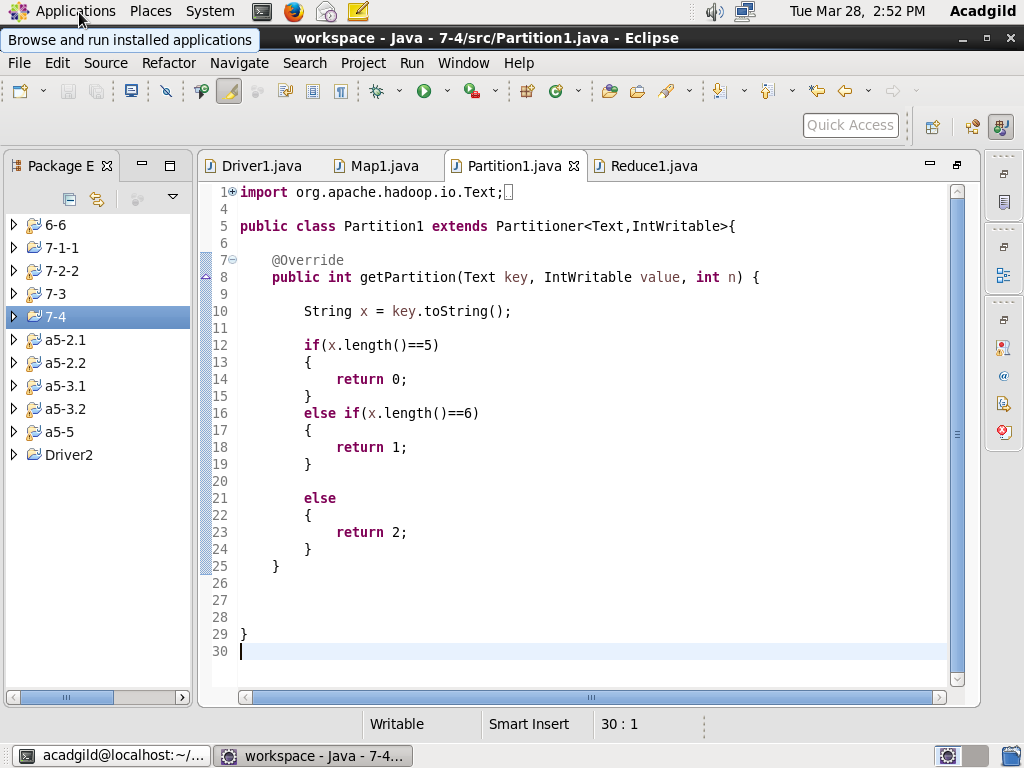 Applications Places System Tue Mar 28, 2:52 PM Acadgild
Browse and run installed applications
workspace - Java - 7-4/src/Partition1.java - Eclipse
File Edit Source Refactor Navigate Search Project Run Window Help
Quick Access
Package E
Driver1.java Map1.java Partition1.java Reduce1.java
6-6
7-1-1
7-2-2
7-3
7-4
a5-2.1
a5-2.2
a5-3.1
a5-3.2
a5-5
Driver2
1 import org.apache.hadoop.io.Text;
4
5 public class Partition1 extends Partitioner<Text,IntWritable>{
6
7 @Override
8 public int getPartition(Text key, IntWritable value, int n) {
9
10 String x = key.toString();
11
12 if(x.length()==5)
13 {
14 return 0;
15 }
16 else if(x.length()==6)
17 {
18 return 1;
19 }
20
21 else
22 {
23 return 2;
24 }
25 }
26
27
28
29 }
30
Writable Smart Insert 30 : 1
acadgild@localhost:~/... workspace - Java - 7-4...